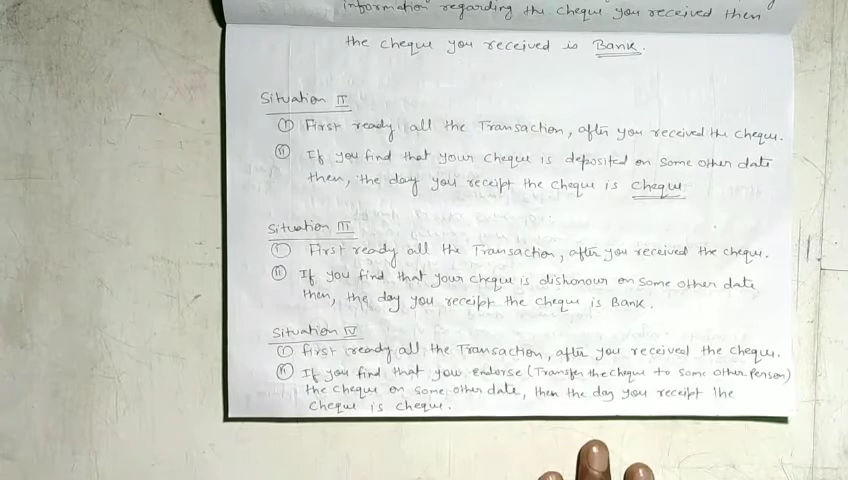 information regarding the cheque you received then
the cheque you received is Bank.
Situation II
(i) First ready all the Transaction, after you received the cheque.
(ii) If you find that your cheque is deposited on some other date
then, the day you receipt the cheque is cheque
Situation III
(i) First ready all the Transaction, after you received the cheque.
(ii) If you find that your cheque is dishonour on some other date
then, the day you receipt the cheque is Bank.
Situation IV
(i) First ready all the Transaction, after you received the cheque.
(ii) If you find that you endorse (Transfer the cheque to some other person)
the cheque on some other date, then the day you receipt the
cheque is cheque.